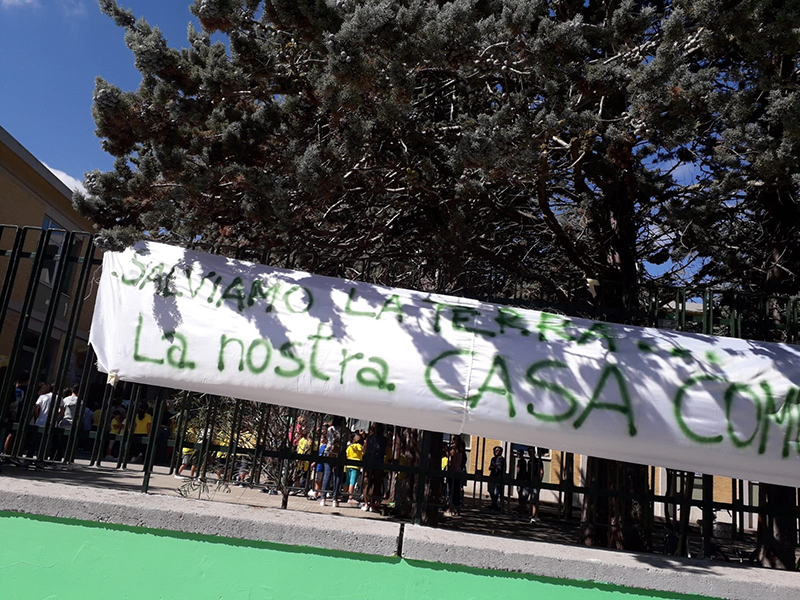 SALVIAMO LA TERRA....
La nostra CASA COM